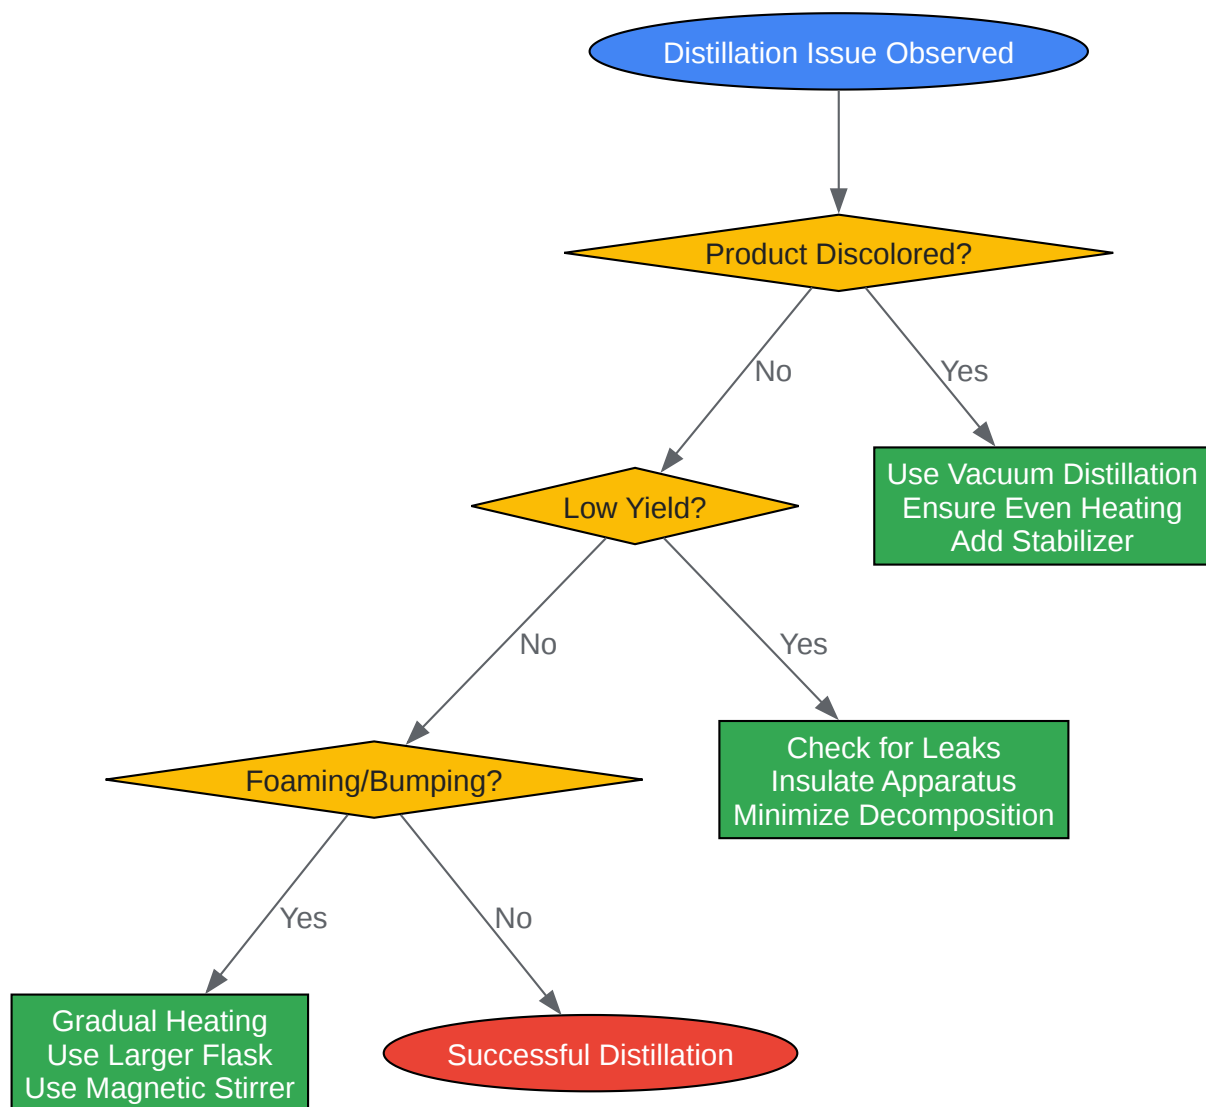 Distillation Issue Observed
Product Discolored?
No
Yes
Use Vacuum Distillation
Ensure Even Heating
Add Stabilizer
Low Yield?
No
Yes
Check for Leaks
Insulate Apparatus
Minimize Decomposition
Foaming/Bumping?
Yes
No
Gradual Heating
Use Larger Flask
Use Magnetic Stirrer
Successful Distillation